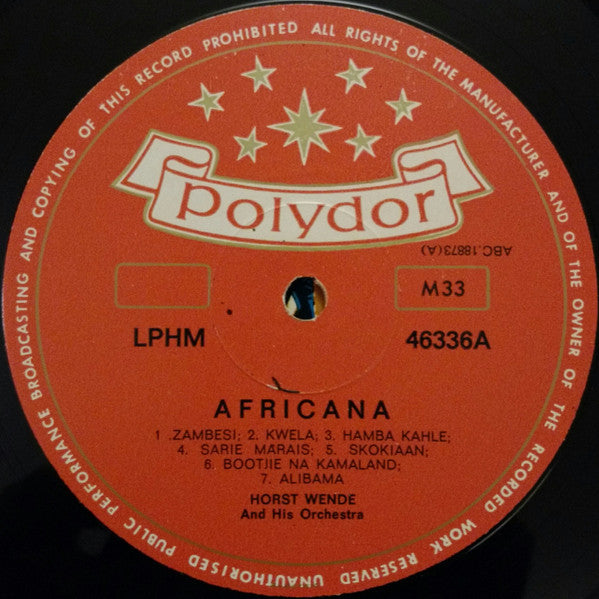 UNAUTHORISED PUBLIC PERFORMANCE BROADCASTING AND COPYING OF THIS RECORD PROHIBITED ALL RIGHTS OF THE MANUFACTURER AND OF THE OWNER OF THE RECORDED WORK RESERVED
polydor
ABC.18873(A)
M33
LPHM 46336A
AFRICANA
1 .ZAMBESI; 2. KWELA; 3. HAMBA KAHLE;
4. SARIE MARAIS; 5. SKOKIAAN;
6. BOOTJIE NA KAMALAND;
7. ALIBAMA
HORST WENDE
And His Orchestra